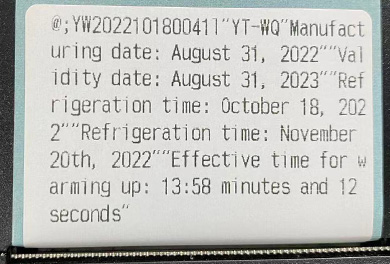 @;YW2022101800411"YT-WQ"Manufact
uring date: August 31, 2022""Val
idity date: August 31, 2023""Ref
rigeration time: October 18, 202
2""Refrigeration time: November
20th, 2022""Effective time for w
arming up: 13:58 minutes and 12
seconds"